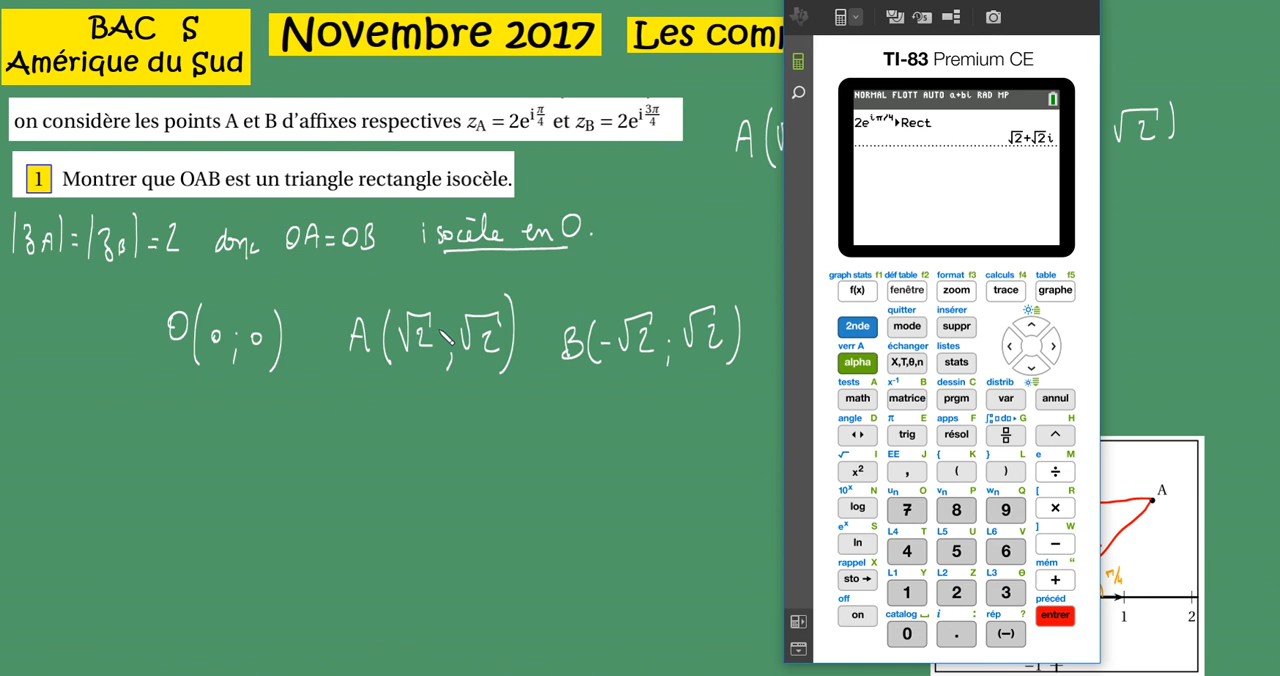 BAC S
Amérique du Sud
Novembre 2017
Les comp
on considère les points A et B d'affixes respectives z_A = 2e^{iπ/4} et z_B = 2e^{i3π/4}
1 Montrer que OAB est un triangle rectangle isocèle.
|z_A| = |z_B| = 2 donc OA = OB isocèle en O.
O(0 ; 0) A(√2 ; √2) B(-√2 ; √2)
A(√
√2)
TI-83 Premium CE
NORMAL FLOTT AUTO a+bi RAD MP
2e^{iπ/4}▸Rect
√2+√2i
graph stats f1 déf table f2 format f3 calculs f4 table f5
f(x) fenêtre zoom trace graphe
quitter insérer
2nde mode suppr
verr A échanger listes
alpha X,T,θ,n stats
tests A x⁻¹ B dessin C distrib
math matrice prgm var annul
angle D π E apps F G H
trig résol ^
√ I EE J { K } L e M
x² , ( ) ÷
10ˣ N uₙ O vₙ P wₙ Q [ R
log 7 8 9 ×
eˣ S L4 T L5 U L6 V ] W
ln 4 5 6 −
rappel X L1 Y L2 Z L3 θ mém "
sto→ 1 2 3 +
off catalog i : rép ? précéd
on 0 . (−) entrer
A
π/4
1 2
−1